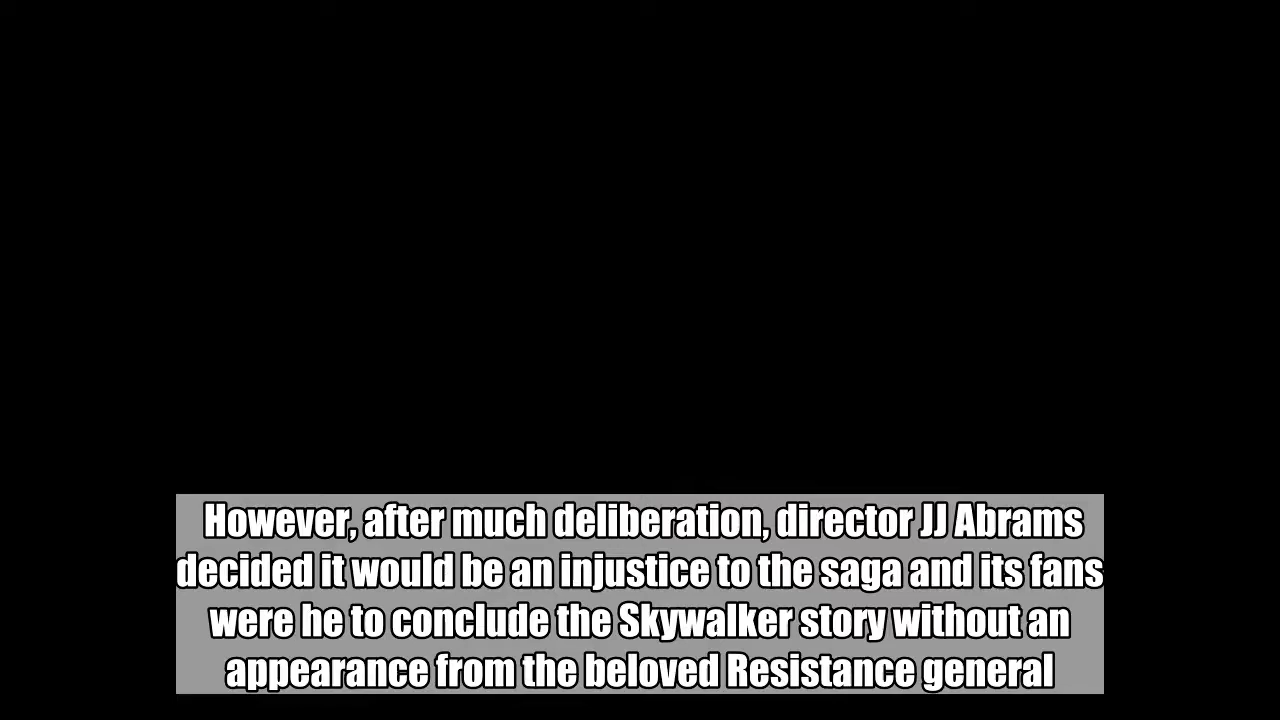 However, after much deliberation, director JJ Abrams
decided it would be an injustice to the saga and its fans
were he to conclude the Skywalker story without an
appearance from the beloved Resistance general